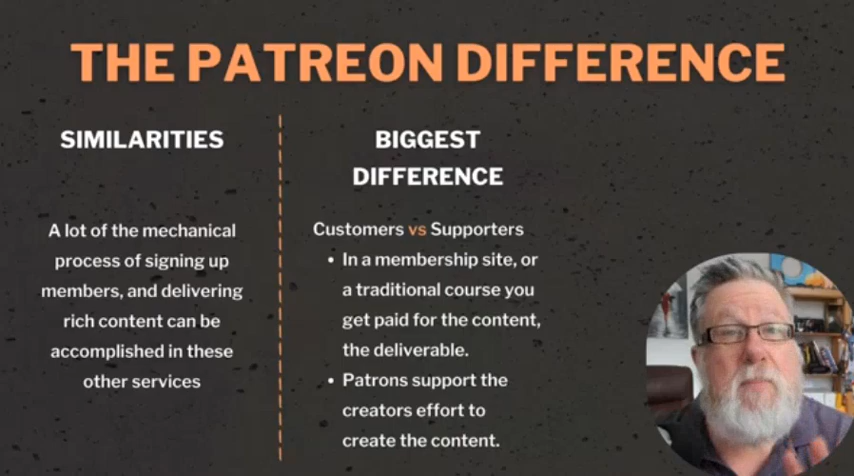 THE PATREON DIFFERENCE
SIMILARITIES
A lot of the mechanical
process of signing up
members, and delivering
rich content can be
accomplished in these
other services
BIGGEST
DIFFERENCE
Customers vs Supporters
• In a membership site, or
a traditional course you
get paid for the content,
the deliverable.
• Patrons support the
creators effort to
create the content.